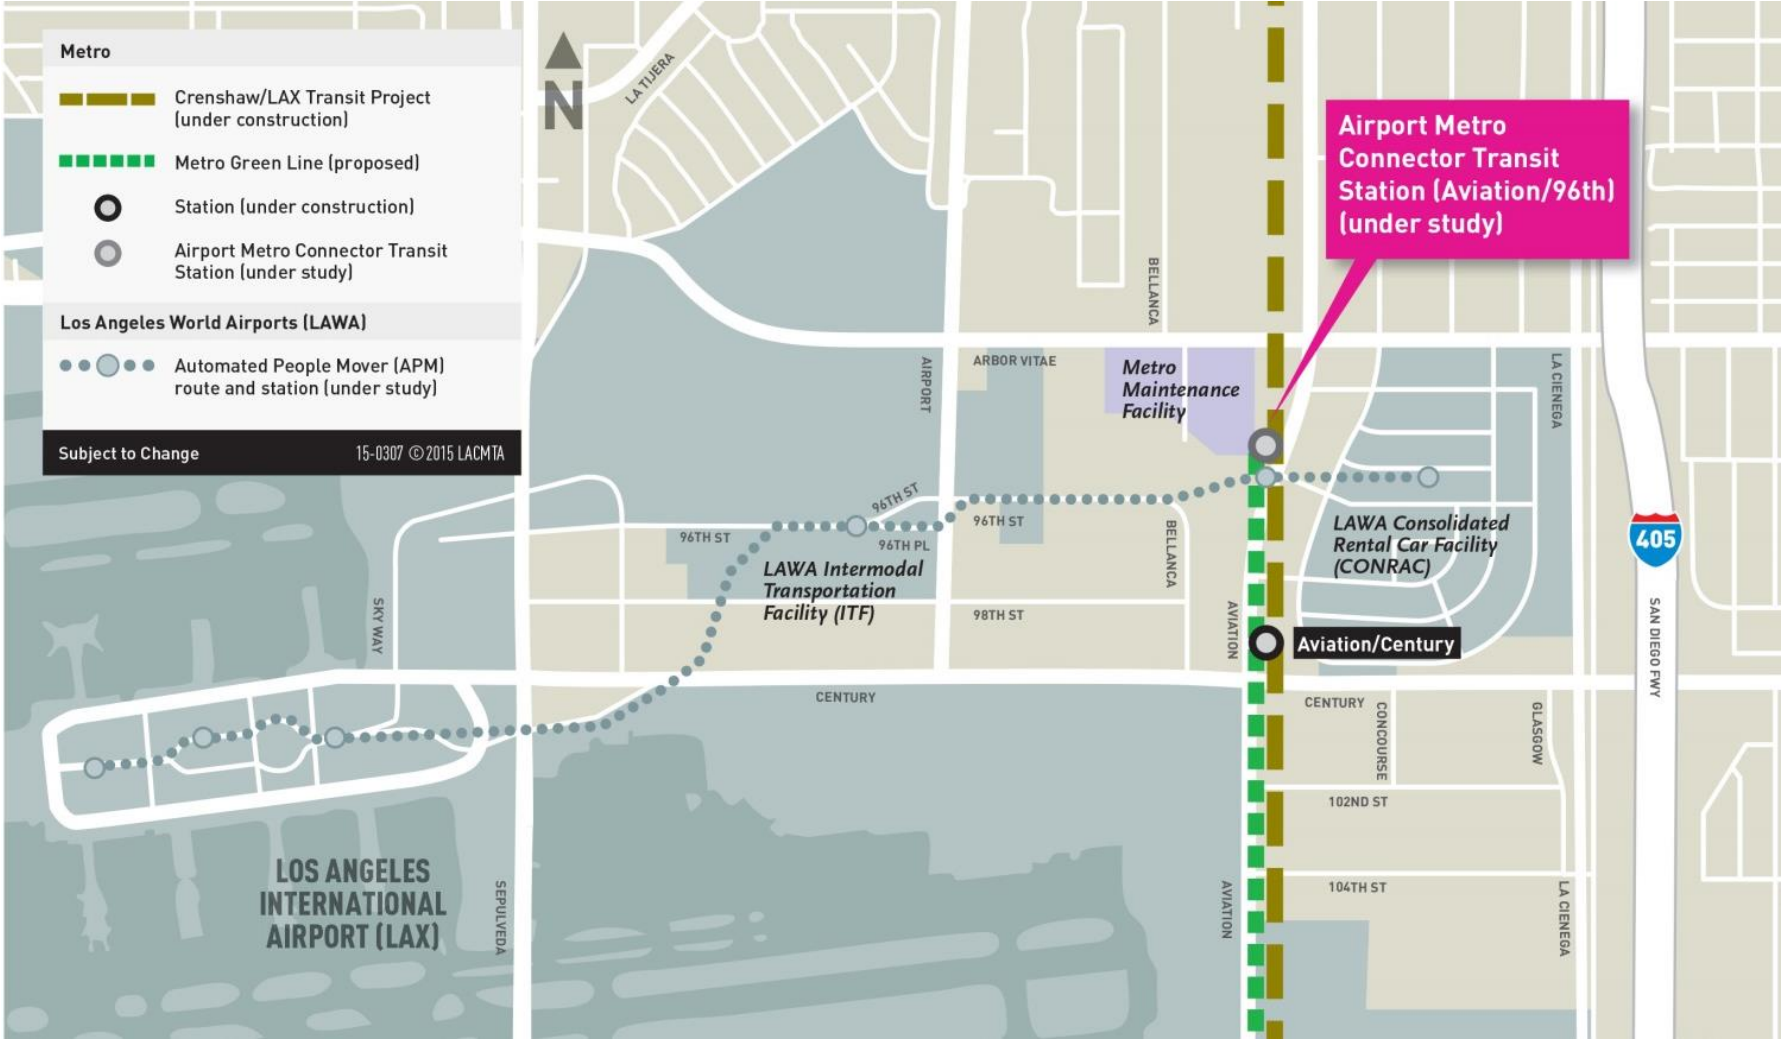 Metro
Crenshaw/LAX Transit Project
(under construction)
Metro Green Line (proposed)
Station (under construction)
Airport Metro Connector Transit
Station (under study)
Los Angeles World Airports (LAWA)
Automated People Mover (APM)
route and station (under study)
Subject to Change
15-0307 © 2015 LACMTA
N
LA TIJERA
Airport Metro
Connector Transit
Station (Aviation/96th)
(under study)
BELLANCA
AIRPORT
ARBOR VITAE
Metro
Maintenance
Facility
LA CIENEGA
96TH ST
96TH ST
96TH PL
96TH ST
BELLANCA
LAWA Intermodal
Transportation
Facility (ITF)
LAWA Consolidated
Rental Car Facility
(CONRAC)
405
SKY WAY
98TH ST
AVIATION
Aviation/Century
SAN DIEGO FWY
CENTURY
CENTURY
CONCOURSE
GLASGOW
102ND ST
104TH ST
LOS ANGELES
INTERNATIONAL
AIRPORT (LAX)
SEPULVEDA
AVIATION
LA CIENEGA